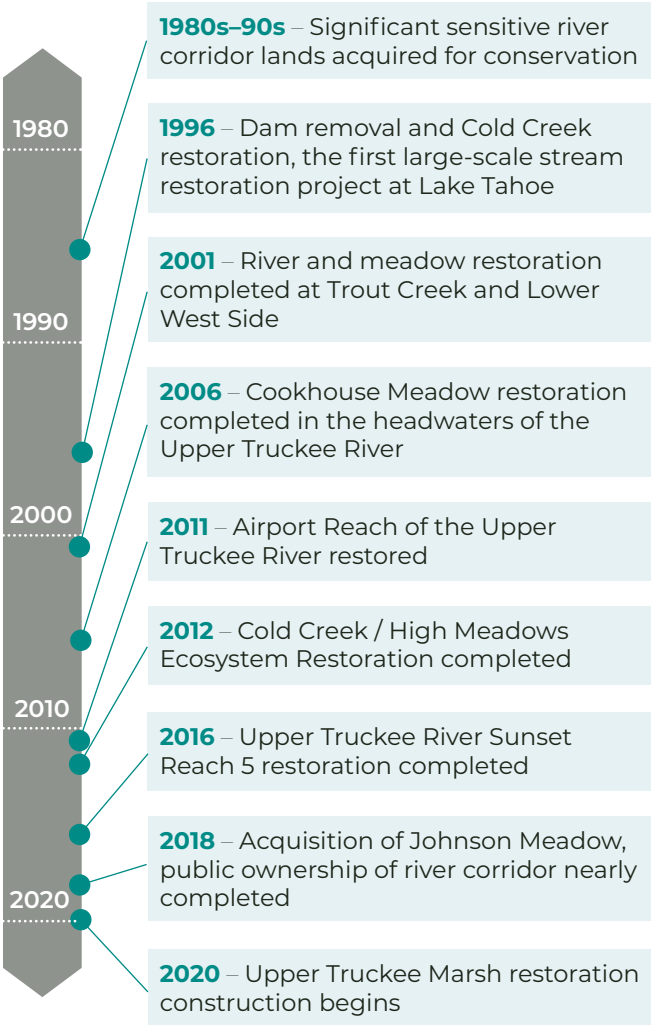 1980s–90s – Significant sensitive river
corridor lands acquired for conservation
1980
1996 – Dam removal and Cold Creek
restoration, the first large-scale stream
restoration project at Lake Tahoe
2001 – River and meadow restoration
completed at Trout Creek and Lower
West Side
1990
2006 – Cookhouse Meadow restoration
completed in the headwaters of the
Upper Truckee River
2000
2011 – Airport Reach of the Upper
Truckee River restored
2012 – Cold Creek / High Meadows
Ecosystem Restoration completed
2010
2016 – Upper Truckee River Sunset
Reach 5 restoration completed
2018 – Acquisition of Johnson Meadow,
public ownership of river corridor nearly
completed
2020
2020 – Upper Truckee Marsh restoration
construction begins